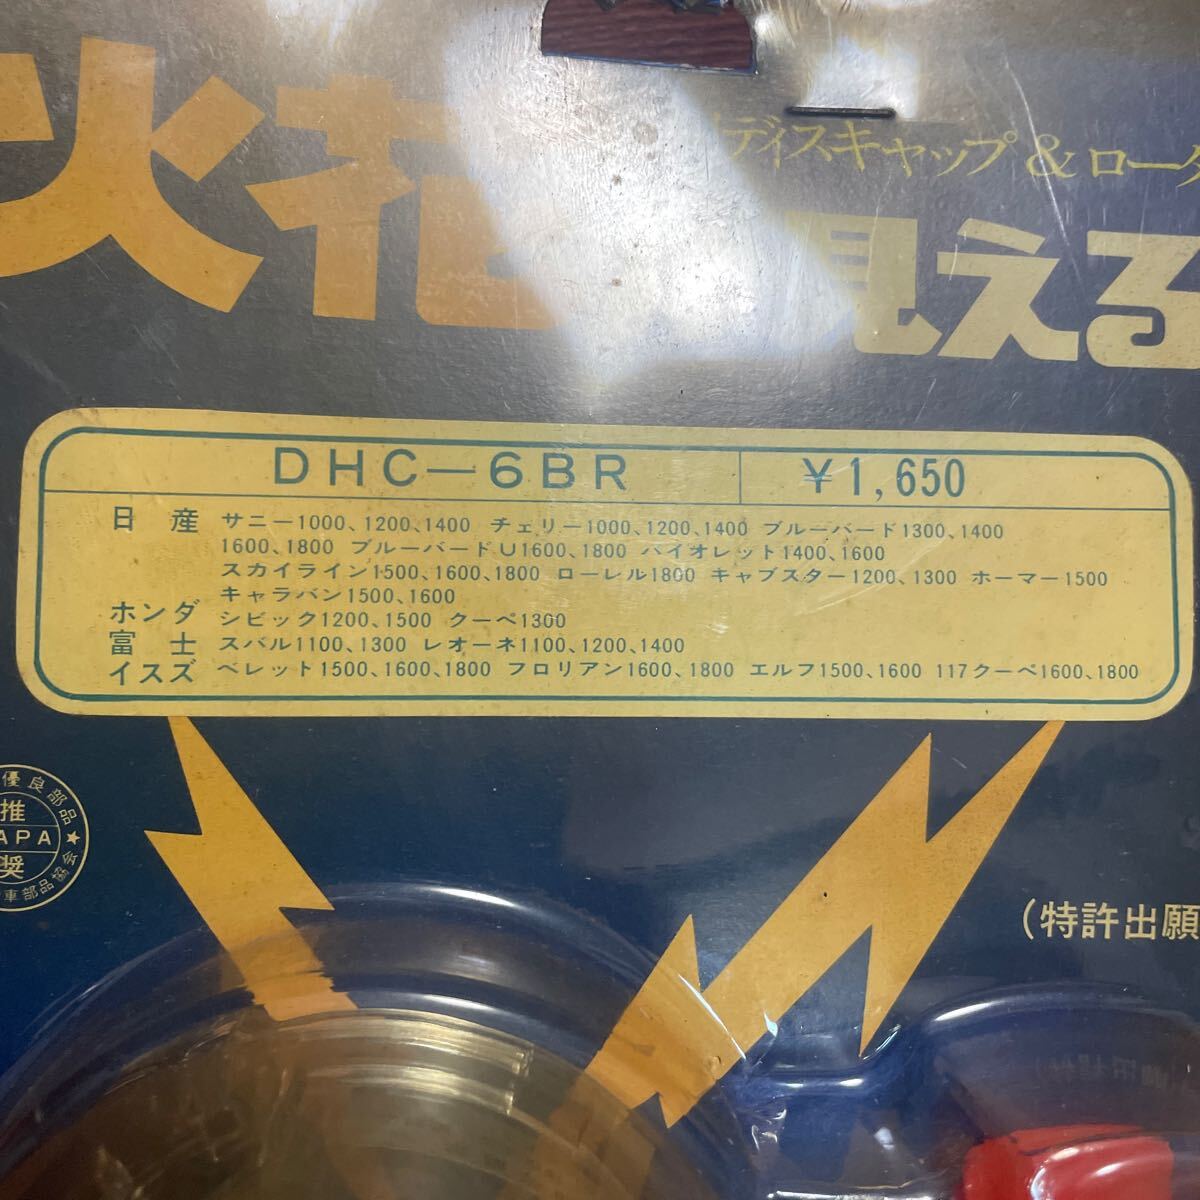 ディスキャップ&ロータ
火花
見える
DHC-6BR ¥1,650
日産 サニー1000、1200、1400 チェリー1000、1200、1400 ブルーバード1300、1400
1600、1800 ブルーバードU1600、1800 バイオレット1400、1600
スカイライン1500、1600、1800 ローレル1800 キャブスター1200、1300 ホーマー1500
キャラバン1500、1600
ホンダ シビック1200、1500 クーペ1300
富士 スバル1100、1300 レオーネ1100、1200、1400
イスズ ベレット1500、1600、1800 フロリアン1600、1800 エルフ1500、1600 117クーペ1600、1800
優良部品
推
APA
奨
車部品協会
(特許出願